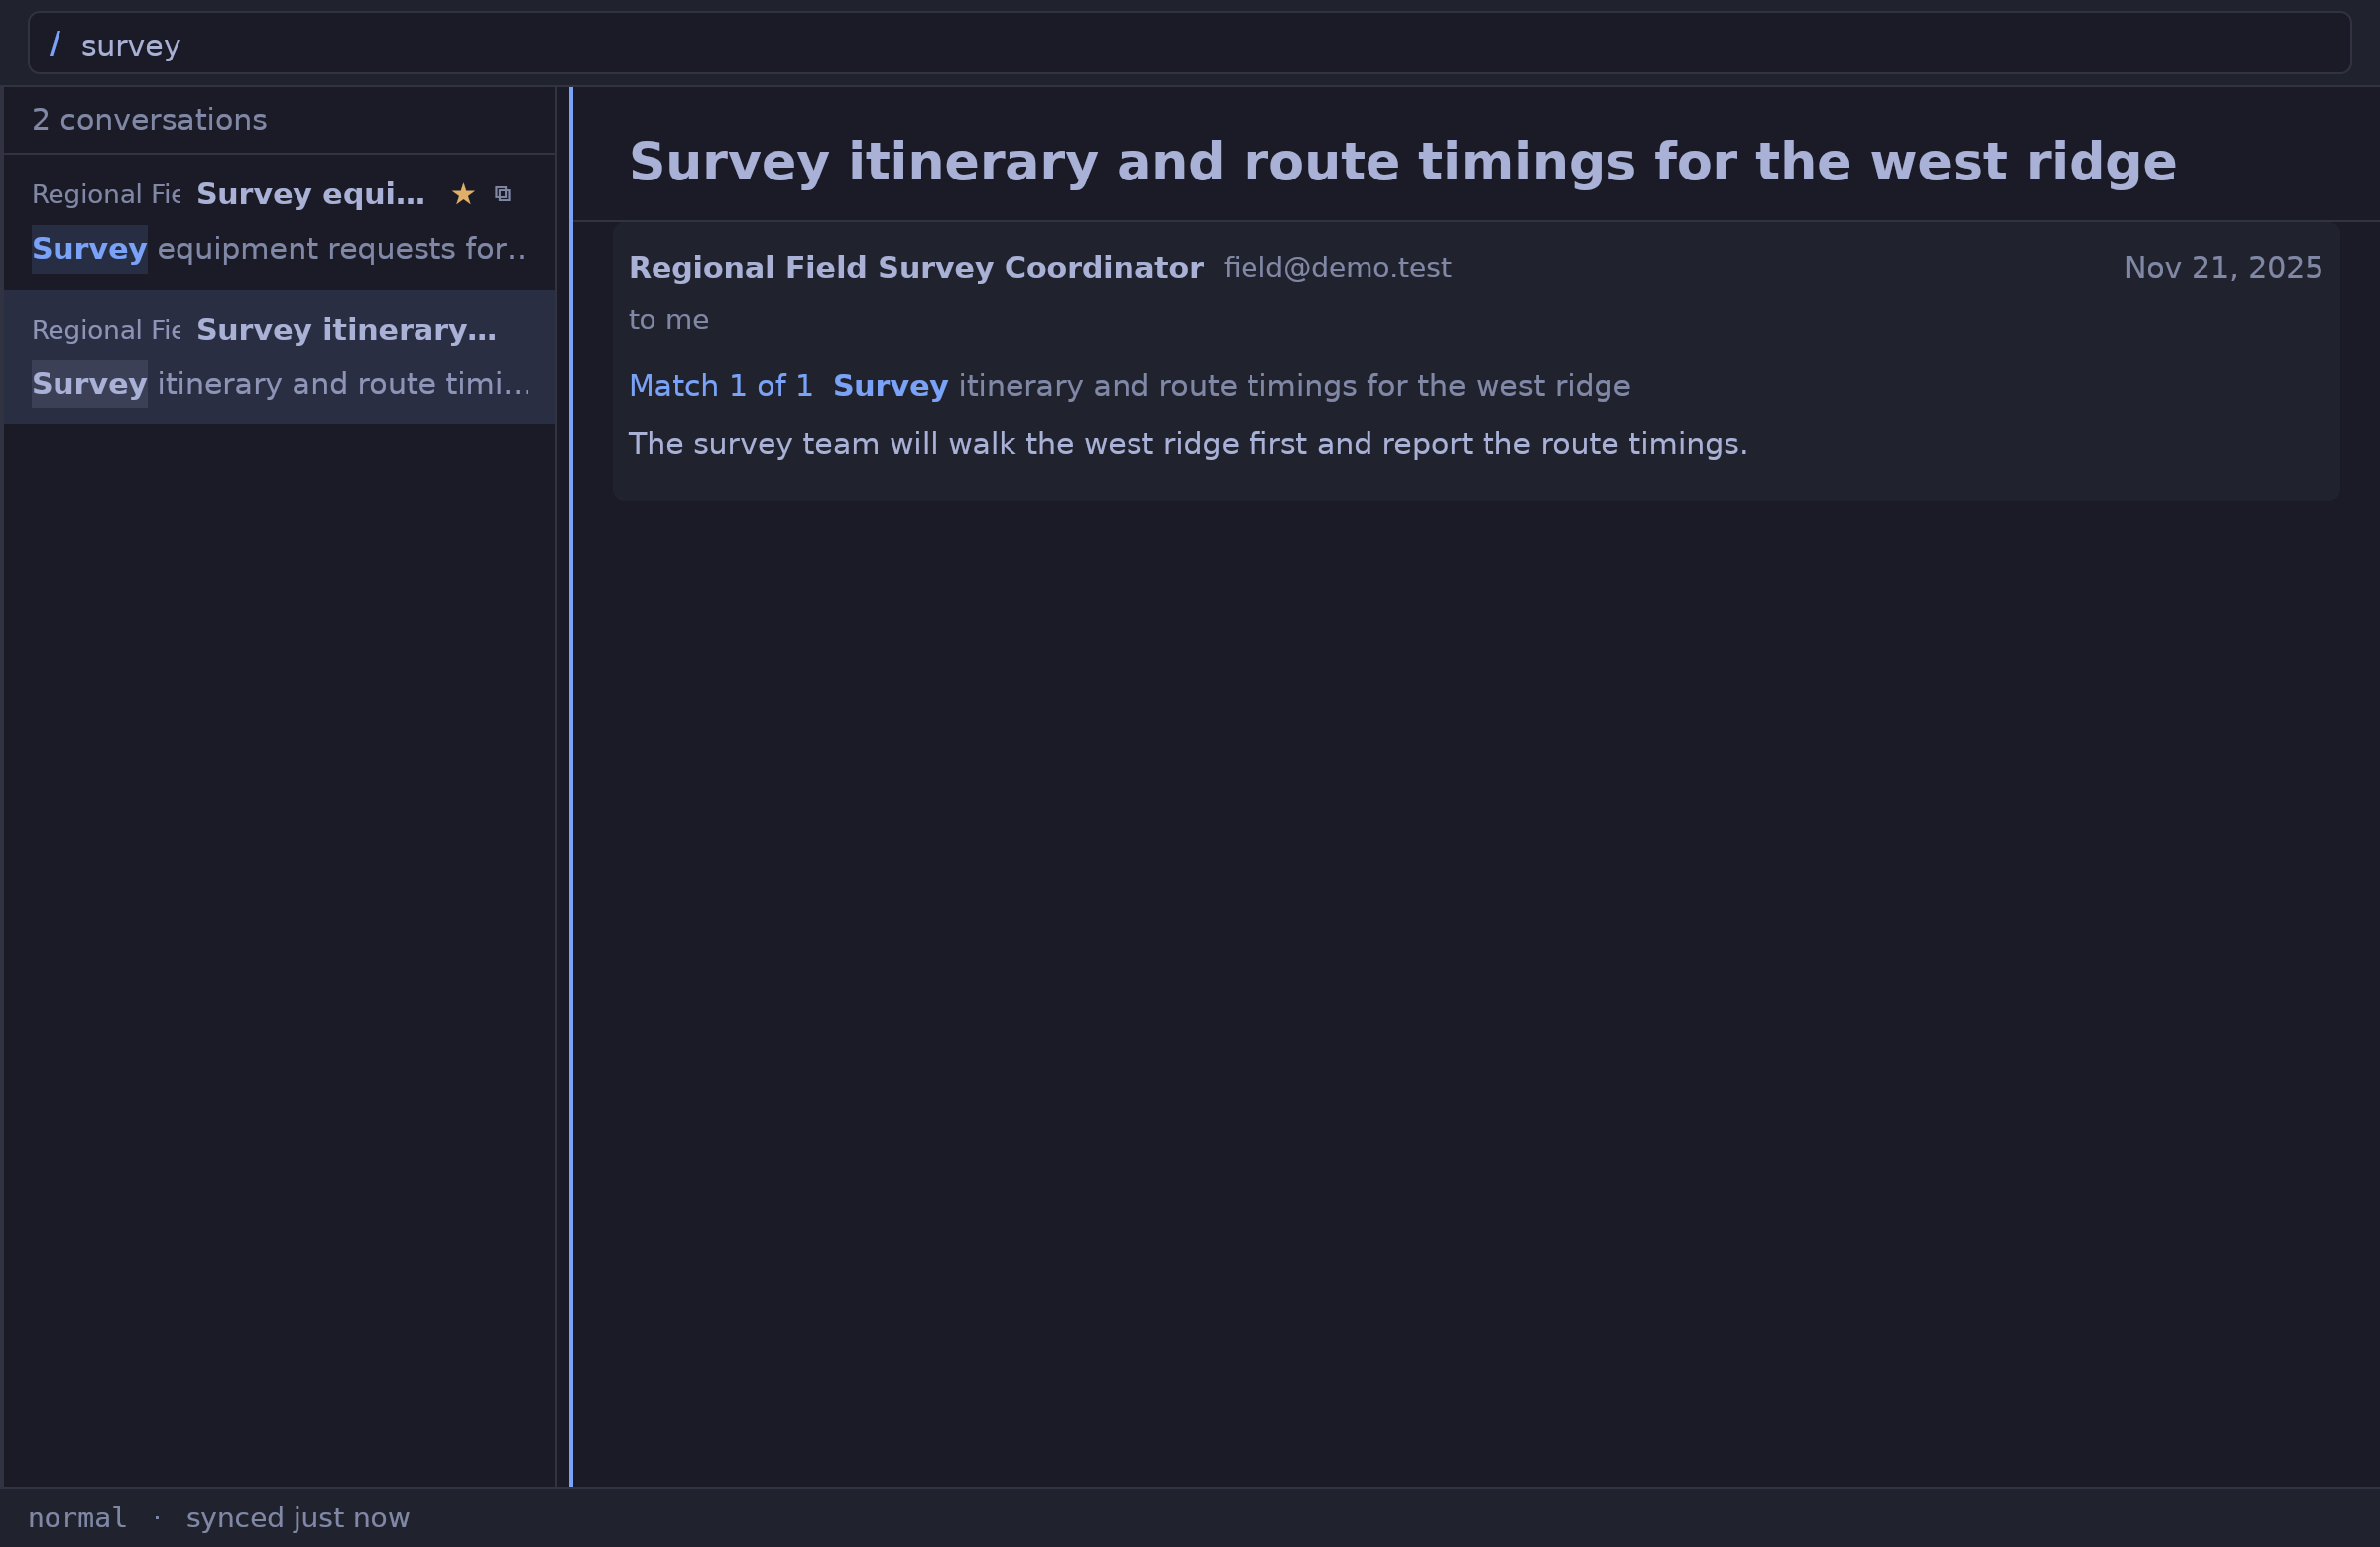 / survey
2 conversations
Regional Fie Survey equi… ★
Survey equipment requests for..
Regional Fie Survey itinerary…
Survey itinerary and route timi…
Survey itinerary and route timings for the west ridge
Regional Field Survey Coordinator field@demo.test Nov 21, 2025
to me
Match 1 of 1 Survey itinerary and route timings for the west ridge
The survey team will walk the west ridge first and report the route timings.
normal · synced just now